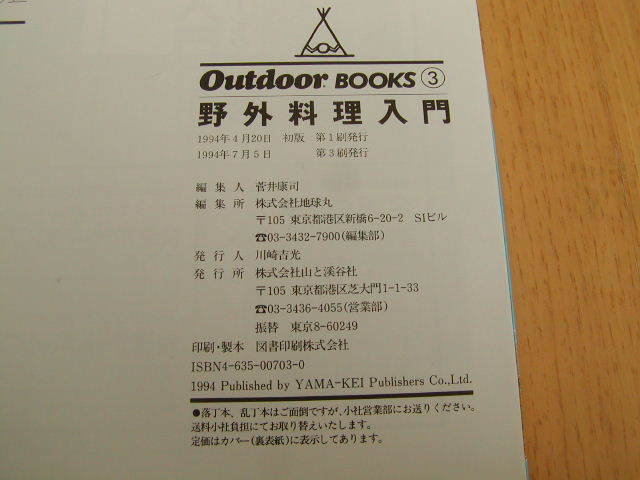 Outdoor BOOKS ③
野外料理入門
1994年4月20日 初版 第1刷発行
1994年7月5日 第3刷発行
編集人 菅井康司
編集所 株式会社地球丸
〒105 東京都港区新橋6-20-2 SIビル
☎03-3432-7900(編集部)
発行人 川崎吉光
発行所 株式会社山と溪谷社
〒105 東京都港区芝大門1-1-33
☎03-3436-4055(営業部)
振替 東京8-60249
印刷・製本 図書印刷株式会社
ISBN4-635-00703-0
1994 Published by YAMA-KEI Publishers Co.,Ltd.
●落丁本、乱丁本はご面倒ですが、小社営業部にお送りください。
送料小社負担にてお取り替えいたします。
定価はカバー(裏表紙)に表示してあります。